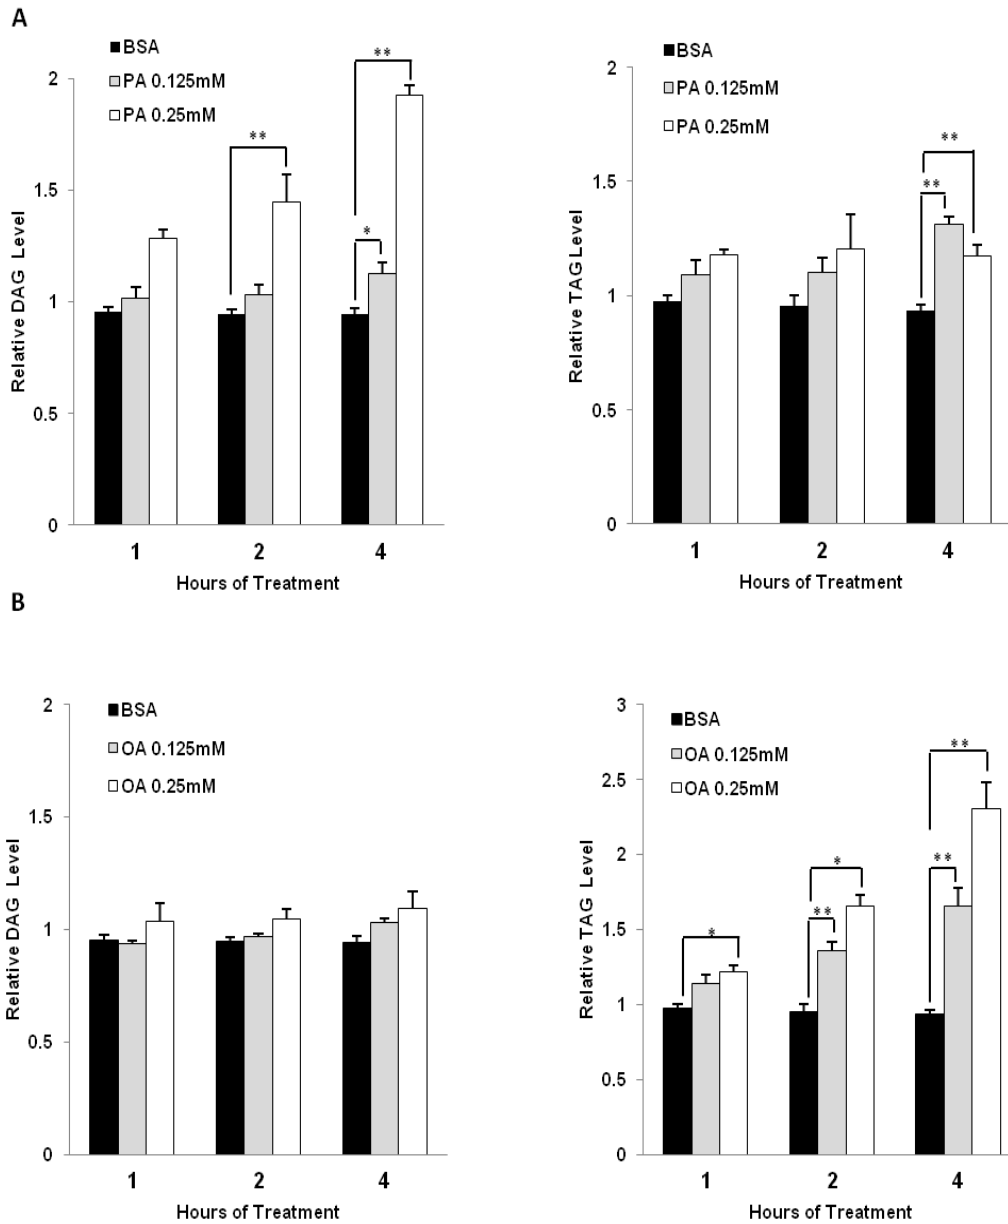 A
BSA
PA 0.125mM
PA 0.25mM
2
1.5
1
0.5
0
Relative DAG Level
**
**
*
1 2 4
Hours of Treatment
BSA
PA 0.125mM
PA 0.25mM
2
1.5
1
0.5
0
Relative TAG Level
**
**
1 2 4
Hours of Treatment
B
BSA
OA 0.125mM
OA 0.25mM
2
1.5
1
0.5
0
Relative DAG Level
1 2 4
Hours of Treatment
BSA
OA 0.125mM
OA 0.25mM
3
2.5
2
1.5
1
0.5
0
Relative TAG Level
*
*
**
**
**
1 2 4
Hours of Treatment